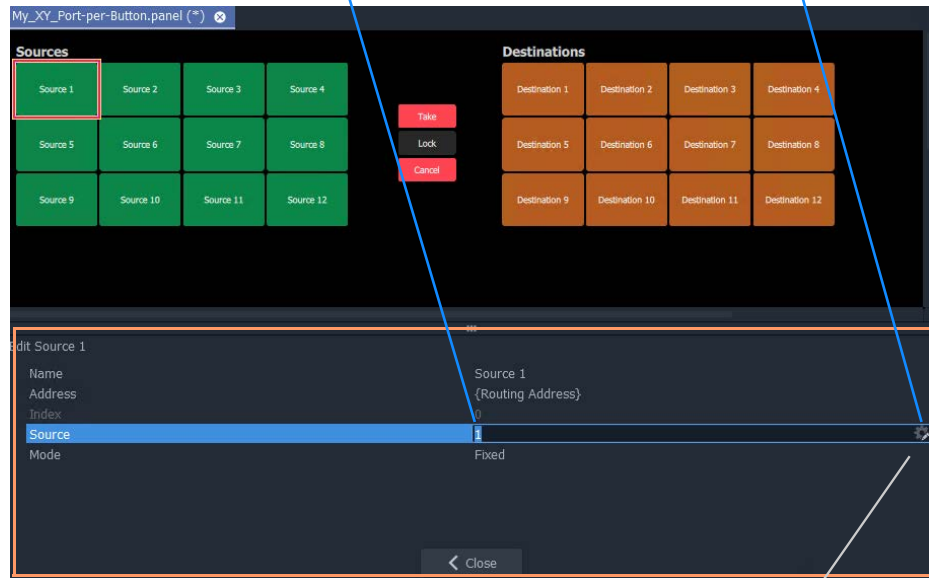 My_XY_Port-per-Button.panel (*)
Sources
Destinations
Source 1 Source 2 Source 3 Source 4
Destination 1 Destination 2 Destination 3 Destination 4
Take
Source 5 Source 6 Source 7 Source 8
Lock
Destination 5 Destination 6 Destination 7 Destination 8
Cancel
Source 9 Source 10 Source 11 Source 12
Destination 9 Destination 10 Destination 11 Destination 12
Edit Source 1
Name Source 1
Address {Routing Address}
Index 0
Source 1
Mode Fixed
Close